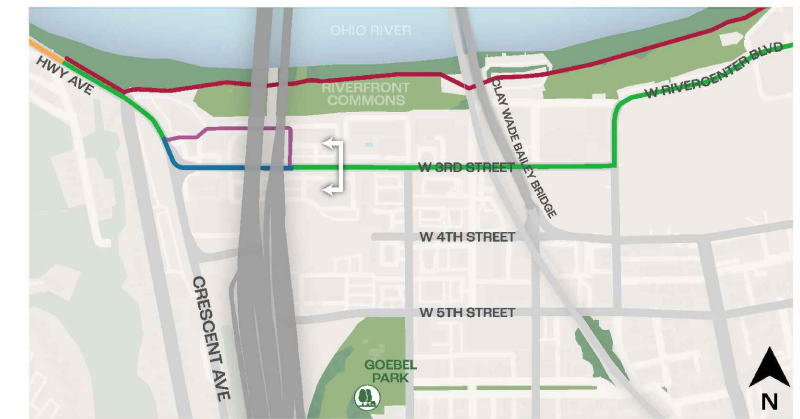 OHIO RIVER
HWY AVE
RIVERFRONT
COMMONS
CLAY WADE BAILEY BRIDGE
W RIVERCENTER BLVD
W 3RD STREET
W 4TH STREET
CRESCENT AVE
W 5TH STREET
GOEBEL
PARK
N